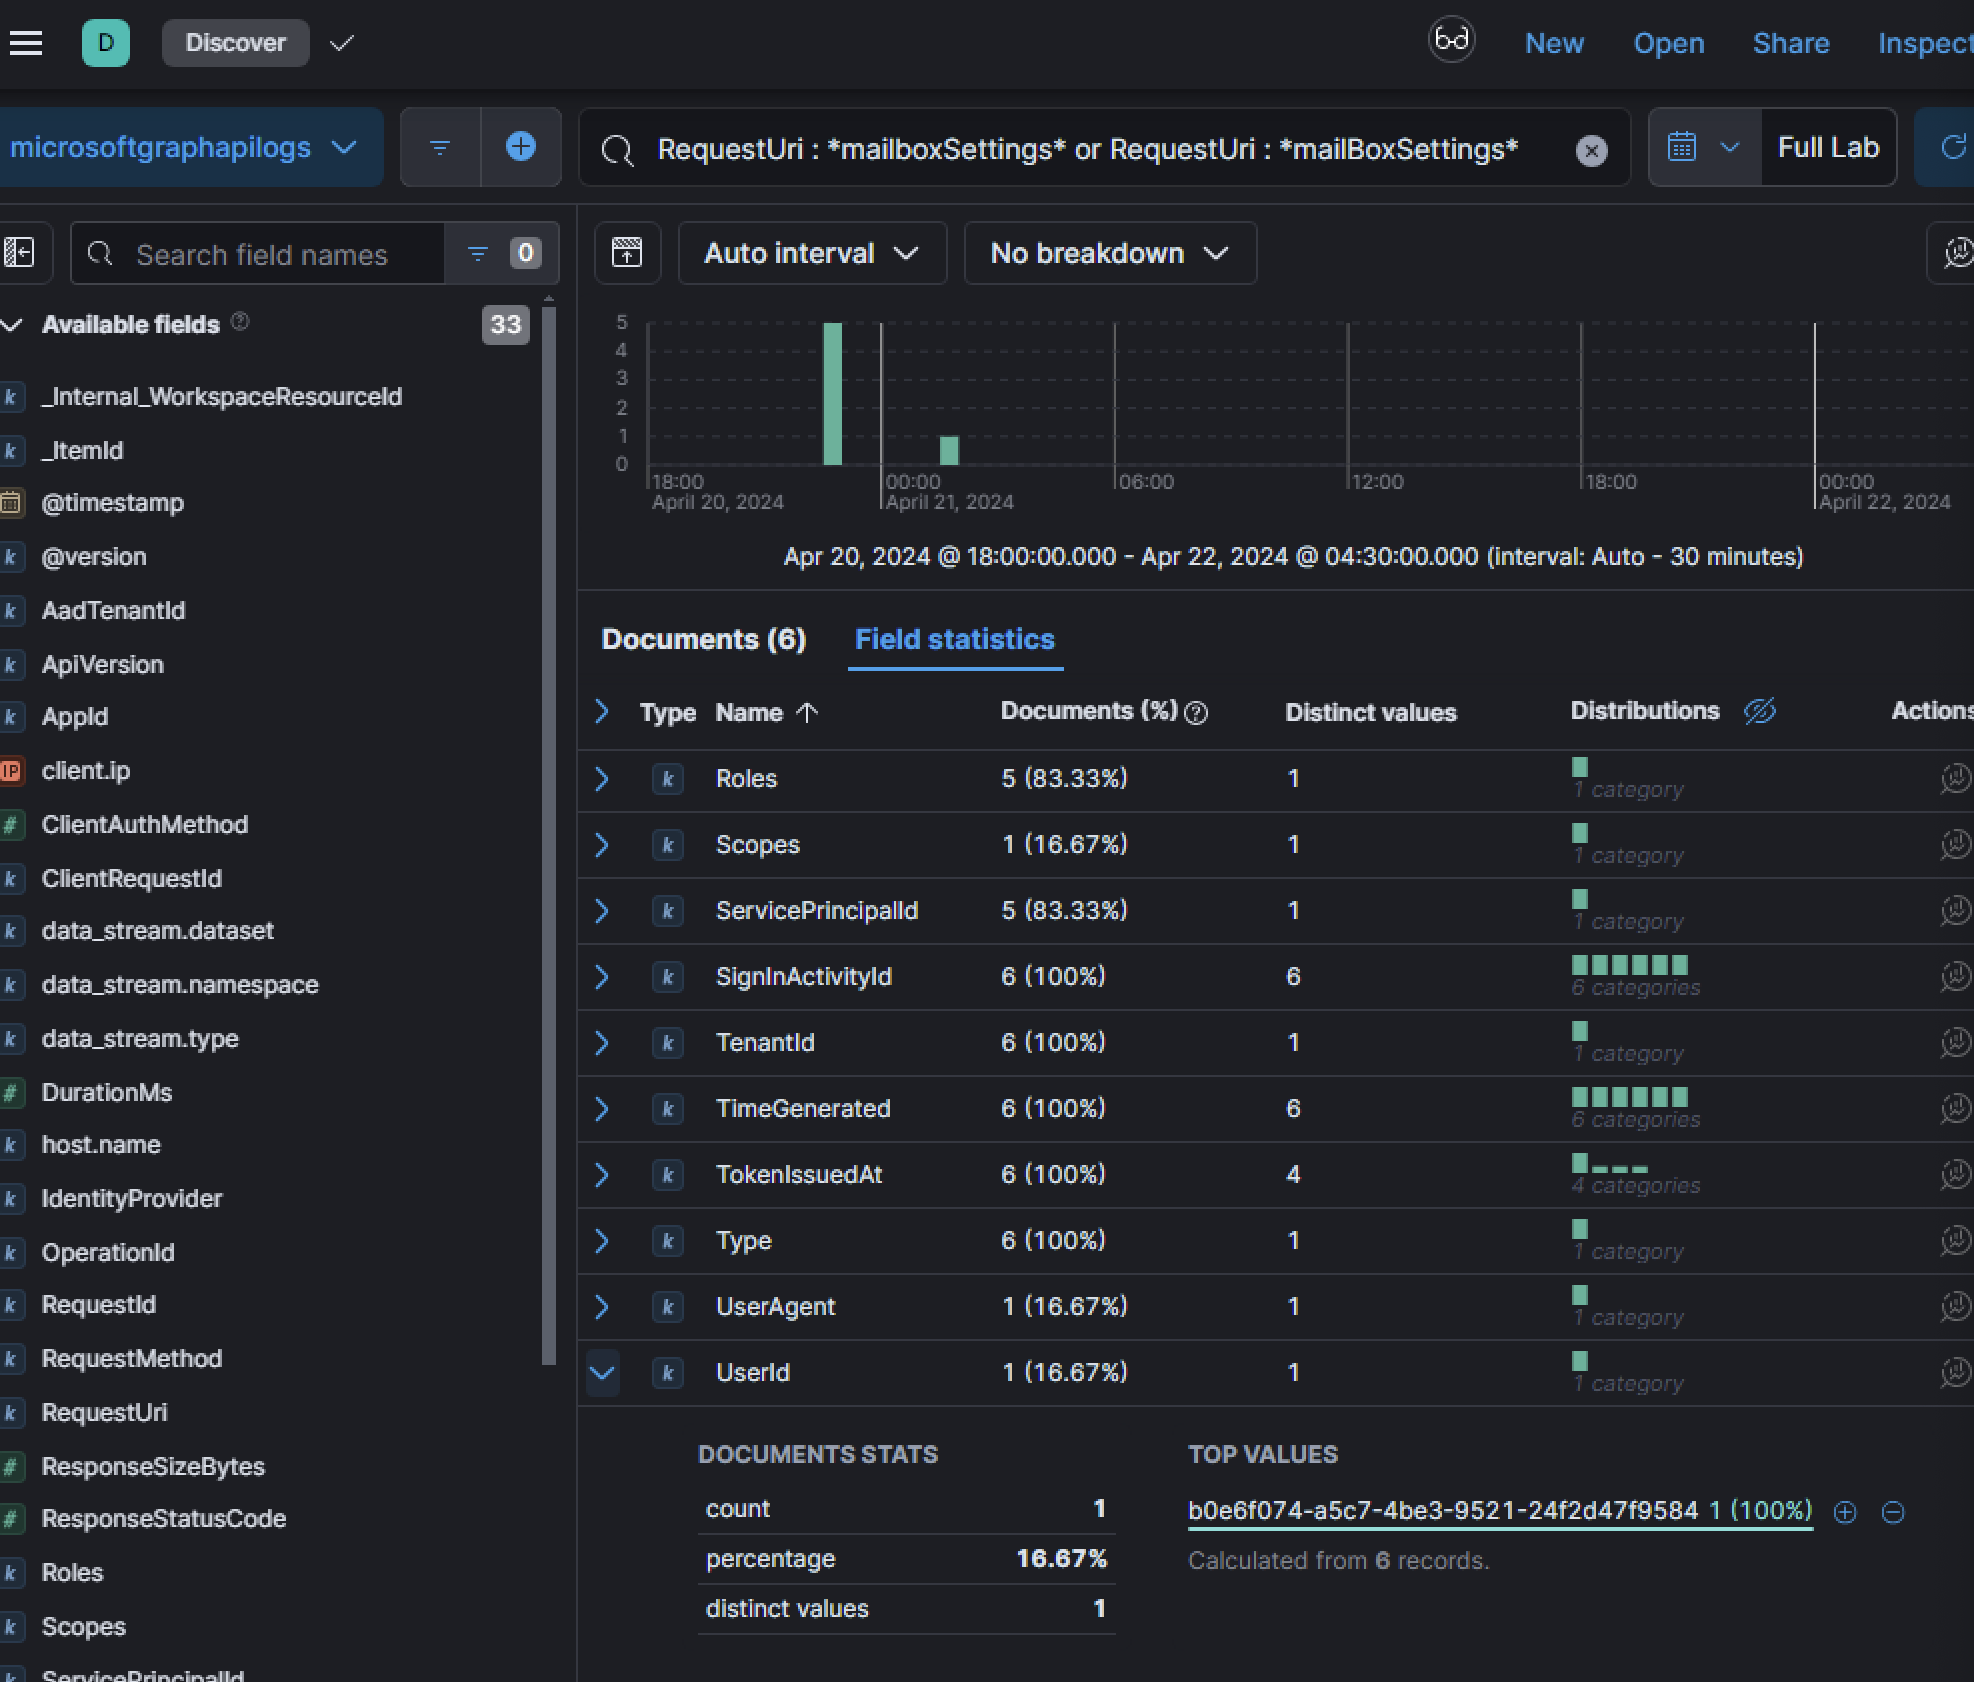 D Discover New Open Share Inspect
microsoftgraphapilogs RequestUri : *mailboxSettings* or RequestUri : *mailBoxSettings* Full Lab
Search field names 0 Auto interval No breakdown
Available fields 33
_Internal_WorkspaceResourceId
_ItemId
@timestamp
@version
AadTenantId
ApiVersion
AppId
client.ip
ClientAuthMethod
ClientRequestId
data_stream.dataset
data_stream.namespace
data_stream.type
DurationMs
host.name
IdentityProvider
OperationId
RequestId
RequestMethod
RequestUri
ResponseSizeBytes
ResponseStatusCode
Roles
Scopes
ServicePrincipalId
5
4
3
2
1
0
18:00 00:00 06:00 12:00 18:00 00:00
April 20, 2024 April 21, 2024 April 22, 2024
Apr 20, 2024 @ 18:00:00.000 - Apr 22, 2024 @ 04:30:00.000 (interval: Auto - 30 minutes)
Documents (6) Field statistics
Type Name Documents (%) Distinct values Distributions Actions
k Roles 5 (83.33%) 1 1 category
k Scopes 1 (16.67%) 1 1 category
k ServicePrincipalId 5 (83.33%) 1 1 category
k SignInActivityId 6 (100%) 6 6 categories
k TenantId 6 (100%) 1 1 category
k TimeGenerated 6 (100%) 6 6 categories
k TokenIssuedAt 6 (100%) 4 4 categories
k Type 6 (100%) 1 1 category
k UserAgent 1 (16.67%) 1 1 category
k UserId 1 (16.67%) 1 1 category
DOCUMENTS STATS
count 1
percentage 16.67%
distinct values 1
TOP VALUES
b0e6f074-a5c7-4be3-9521-24f2d47f9584 1 (100%)
Calculated from 6 records.